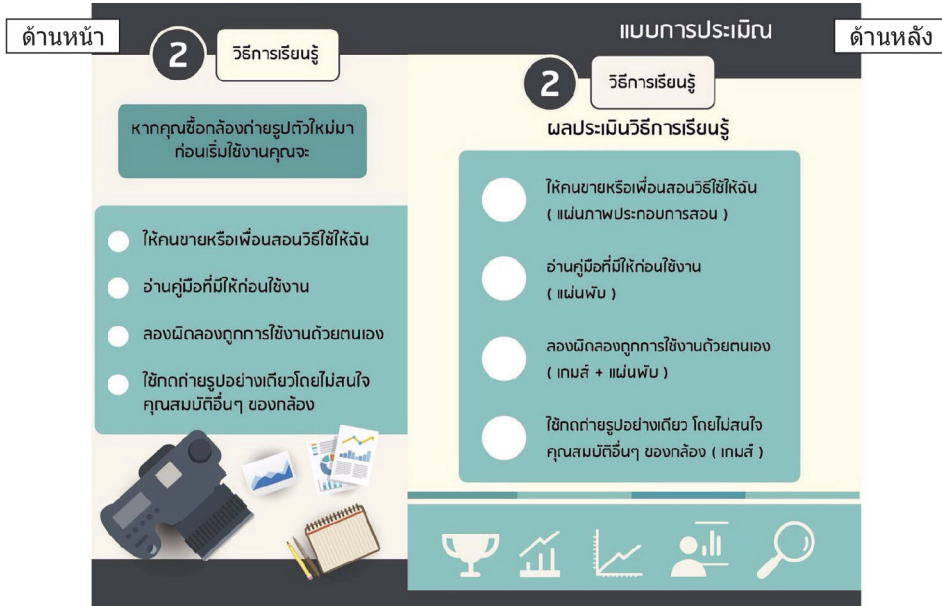 ด้านหน้า
2
วิธีการเรียนรู้
หากคุณซื้อกล้องถ่ายรูปตัวใหม่มา
ก่อนเริ่มใช้งานคุณจะ
ให้คนขายหรือเพื่อนสอนวิธีใช้ให้ฉัน
อ่านคู่มือที่มีให้ก่อนใช้งาน
ลองผิดลองถูกการใช้งานด้วยตนเอง
ใช้กดถ่ายรูปอย่างเดียวโดยไม่สนใจ
คุณสมบัติอื่นๆ ของกล้อง
แบบการประเมิณ
ด้านหลัง
2
วิธีการเรียนรู้
ผลประเมินวิธีการเรียนรู้
ให้คนขายหรือเพื่อนสอนวิธีใช้ให้ฉัน
( แผ่นภาพประกอบการสอน )
อ่านคู่มือที่มีให้ก่อนใช้งาน
( แผ่นพับ )
ลองผิดลองถูกการใช้งานด้วยตนเอง
( เกมส์ + แผ่นพับ )
ใช้กดถ่ายรูปอย่างเดียว โดยไม่สนใจ
คุณสมบัติอื่นๆ ของกล้อง ( เกมส์ )